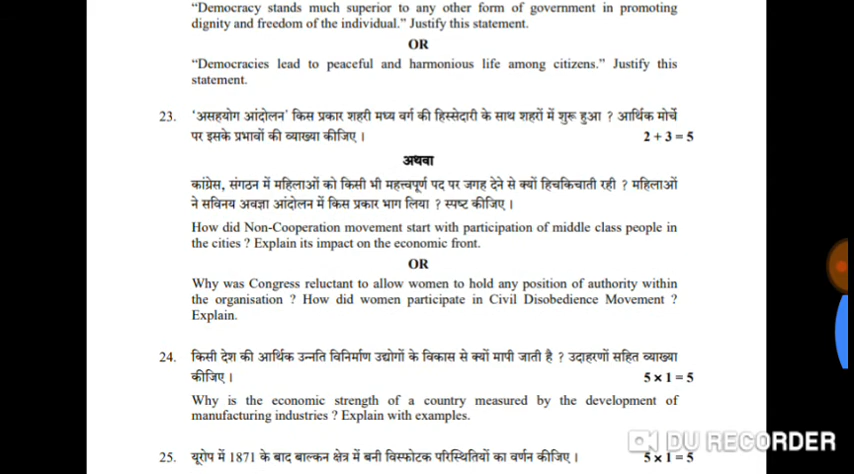 "Democracy stands much superior to any other form of government in promoting
dignity and freedom of the individual." Justify this statement.
OR
"Democracies lead to peaceful and harmonious life among citizens." Justify this
statement.
23. 'असहयोग आंदोलन' किस प्रकार शहरी मध्य वर्ग की हिस्सेदारी के साथ शहरों में शुरू हुआ ? आर्थिक मोर्चे
पर इसके प्रभावों की व्याख्या कीजिए । 2 + 3 = 5
अथवा
कांग्रेस, संगठन में महिलाओं को किसी भी महत्त्वपूर्ण पद पर जगह देने से क्यों हिचकिचाती रही ? महिलाओं
ने सविनय अवज्ञा आंदोलन में किस प्रकार भाग लिया ? स्पष्ट कीजिए ।
How did Non-Cooperation movement start with participation of middle class people in
the cities ? Explain its impact on the economic front.
OR
Why was Congress reluctant to allow women to hold any position of authority within
the organisation ? How did women participate in Civil Disobedience Movement ?
Explain.
24. किसी देश की आर्थिक उन्नति विनिर्माण उद्योगों के विकास से क्यों मापी जाती है ? उदाहरणों सहित व्याख्या
कीजिए । 5 × 1 = 5
Why is the economic strength of a country measured by the development of
manufacturing industries ? Explain with examples.
DU RECORDER
25. यूरोप में 1871 के बाद बाल्कन क्षेत्र में बनी विस्फोटक परिस्थितियों का वर्णन कीजिए । 5 × 1 = 5